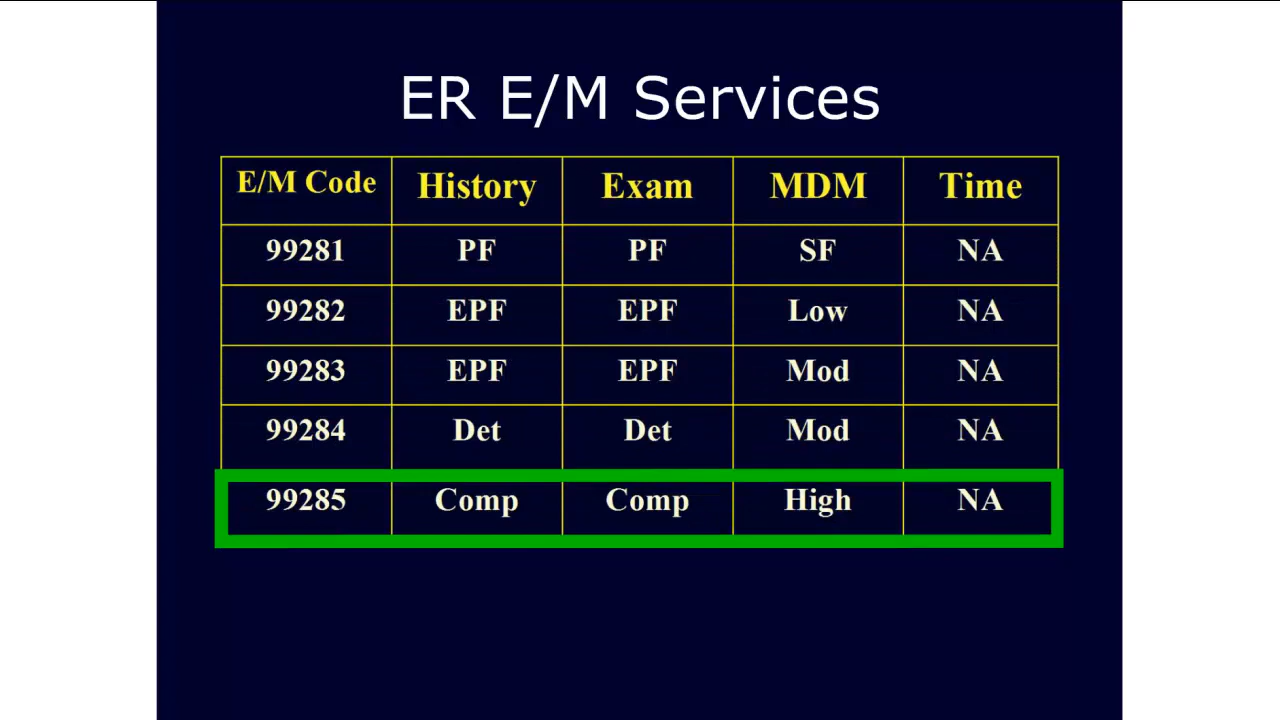 ER E/M Services
E/M Code History Exam MDM Time
99281 PF PF SF NA
99282 EPF EPF Low NA
99283 EPF EPF Mod NA
99284 Det Det Mod NA
99285 Comp Comp High NA